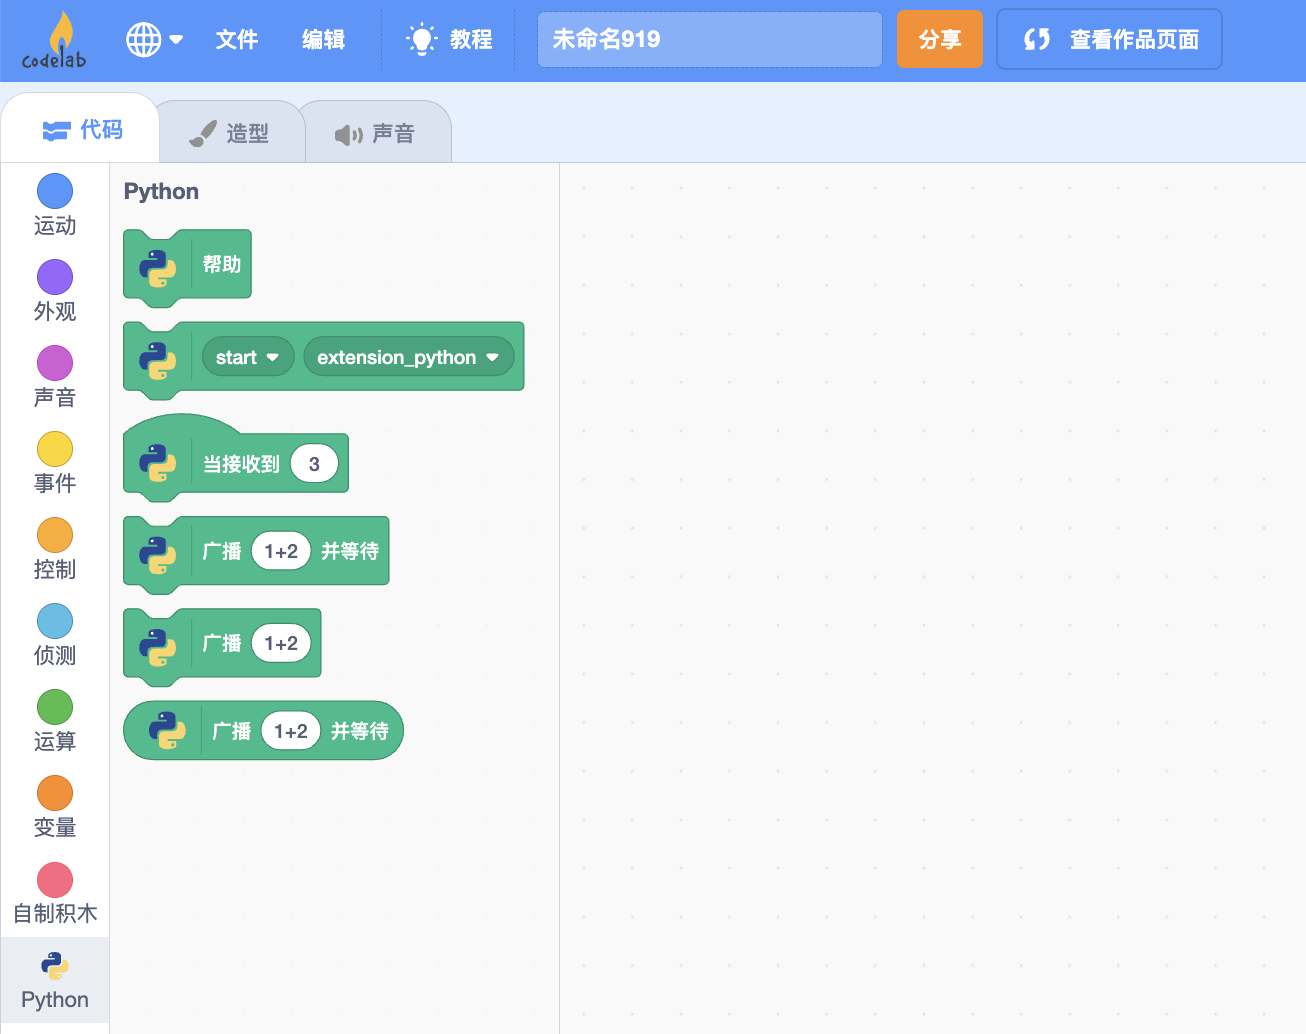 codelab
文件 编辑 教程 未命名919 分享 查看作品页面
代码 造型 声音
运动
外观
声音
事件
控制
侦测
运算
变量
自制积木
Python
Python
帮助
start extension_python
当接收到 3
广播 1+2 并等待
广播 1+2
广播 1+2 并等待